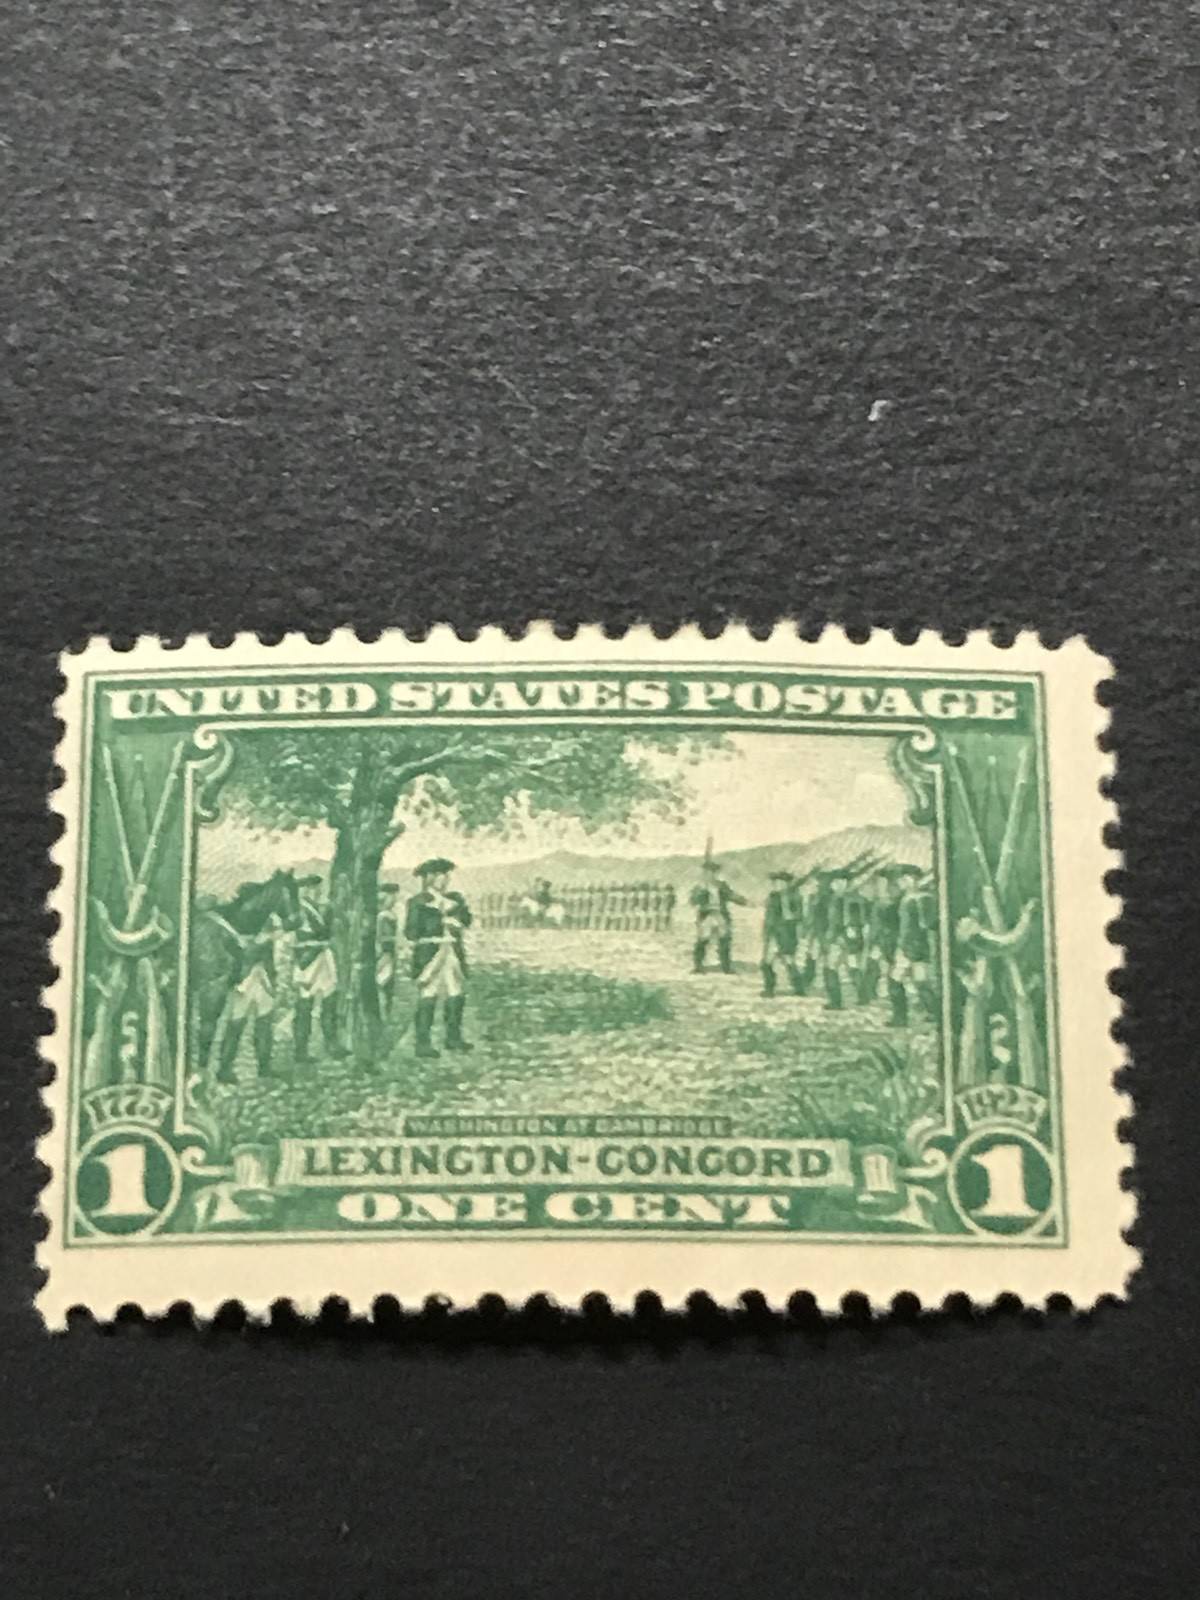 UNITED STATES POSTAGE
1775 1925
WASHINGTON AT CAMBRIDGE
1 LEXINGTON-CONCORD 1
ONE CENT